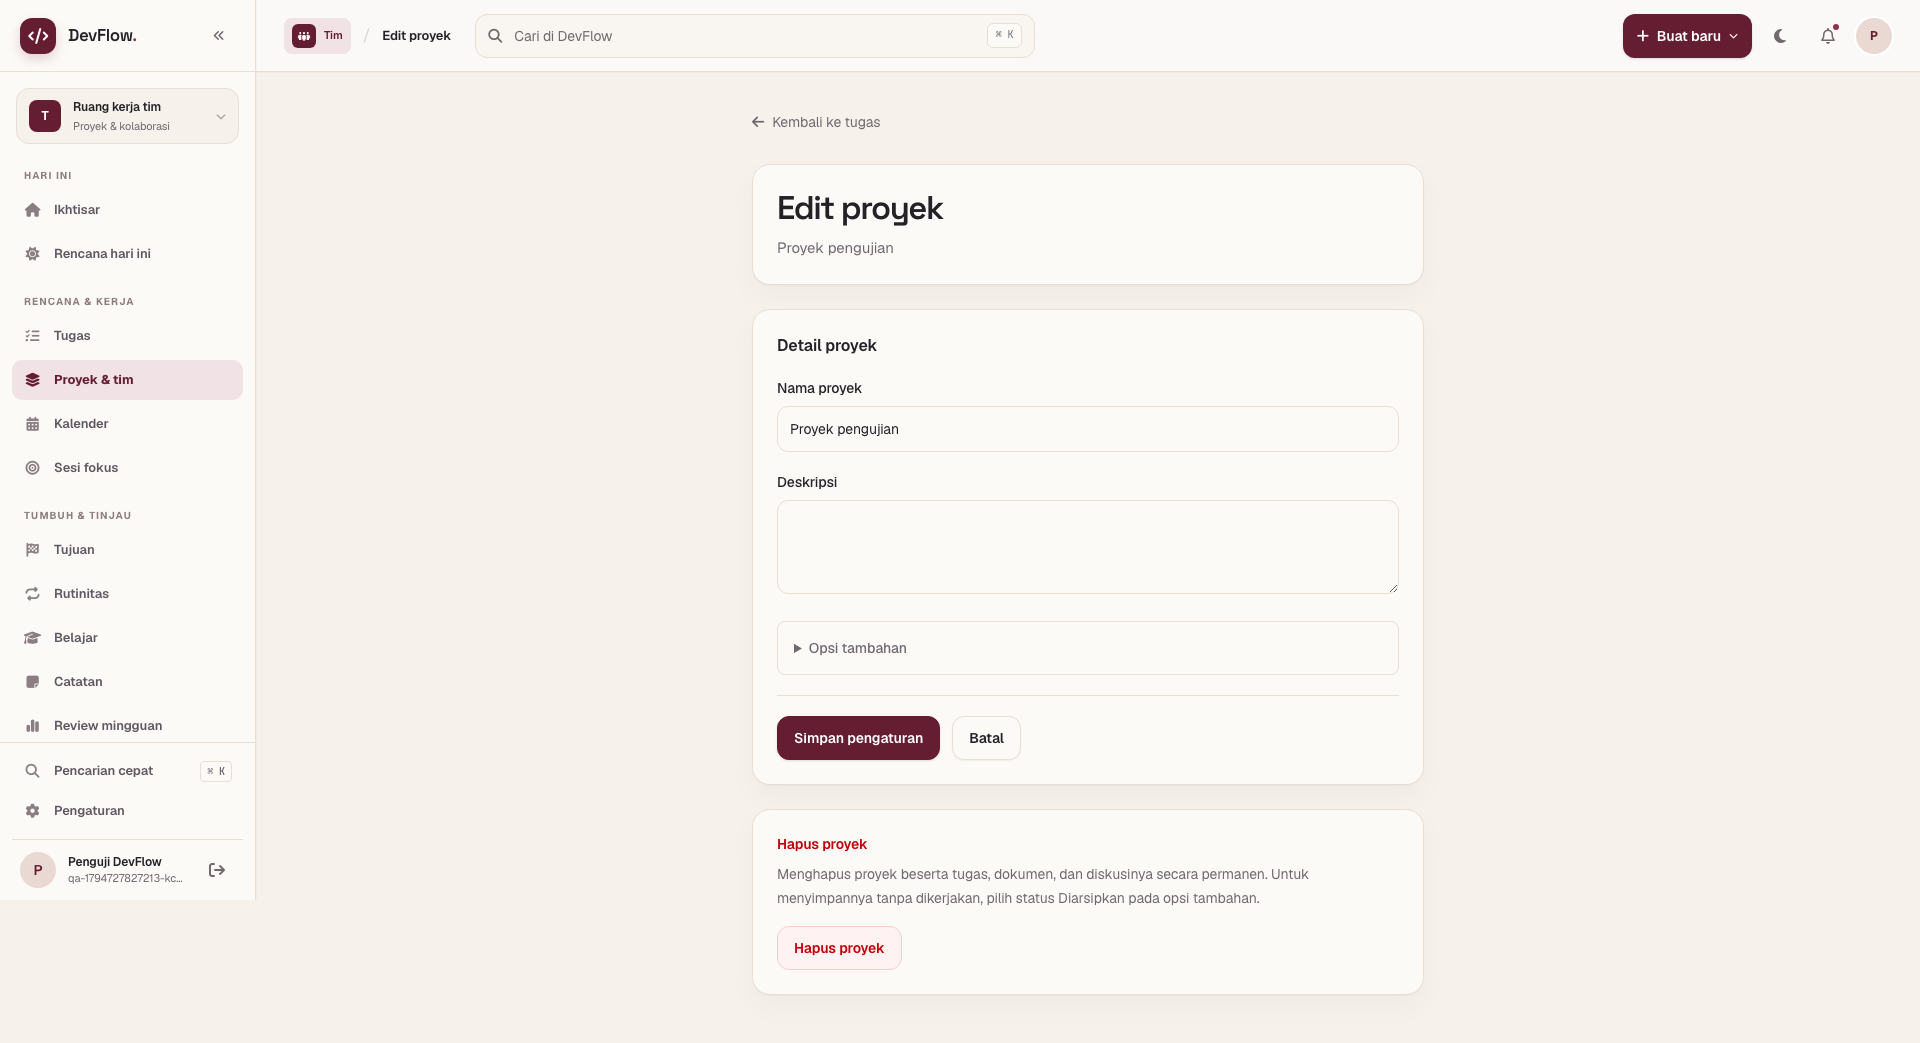 DevFlow.
Tim / Edit proyek
Cari di DevFlow
⌘ K
Buat baru
P
T
Ruang kerja tim
Proyek & kolaborasi
HARI INI
Ikhtisar
Rencana hari ini
RENCANA & KERJA
Tugas
Proyek & tim
Kalender
Sesi fokus
TUMBUH & TINJAU
Tujuan
Rutinitas
Belajar
Catatan
Review mingguan
Pencarian cepat
⌘ K
Pengaturan
P
Penguji DevFlow
qa-1794727827213-kc...
Kembali ke tugas
Edit proyek
Proyek pengujian
Detail proyek
Nama proyek
Proyek pengujian
Deskripsi
Opsi tambahan
Simpan pengaturan
Batal
Hapus proyek
Menghapus proyek beserta tugas, dokumen, dan diskusinya secara permanen. Untuk
menyimpannya tanpa dikerjakan, pilih status Diarsipkan pada opsi tambahan.
Hapus proyek